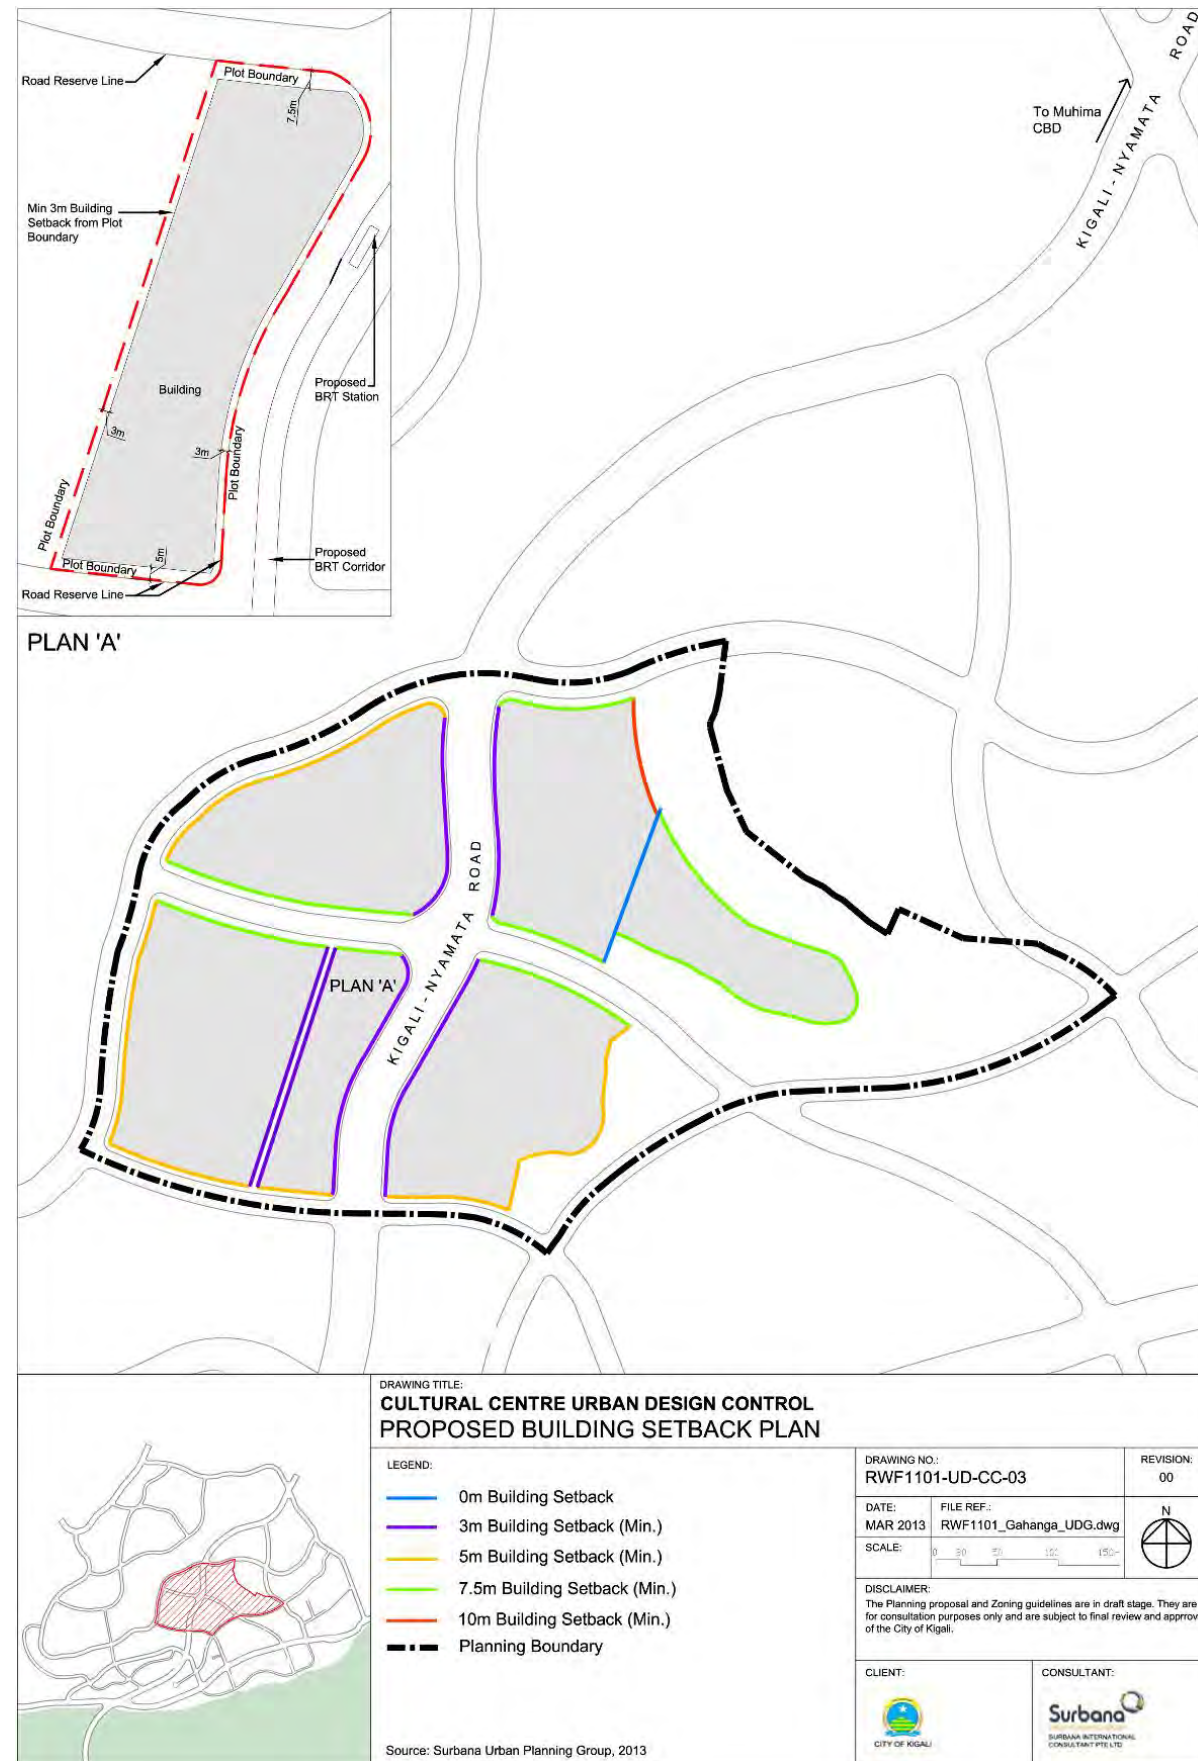 Road Reserve Line
Plot Boundary
7.5m
Min 3m Building
Setback from Plot
Boundary
Building
Proposed
BRT Station
3m
3m
Plot Boundary
Plot Boundary
5m
Plot Boundary
Proposed
BRT Corridor
Road Reserve Line
PLAN 'A'
To Muhima
CBD
KIGALI - NYAMATA ROAD
KIGALI - NYAMATA ROAD
PLAN 'A'
DRAWING TITLE:
CULTURAL CENTRE URBAN DESIGN CONTROL
PROPOSED BUILDING SETBACK PLAN
LEGEND:
0m Building Setback
3m Building Setback (Min.)
5m Building Setback (Min.)
7.5m Building Setback (Min.)
10m Building Setback (Min.)
Planning Boundary
Source: Surbana Urban Planning Group, 2013
DRAWING NO.:
RWF1101-UD-CC-03
REVISION:
00
DATE:
MAR 2013
FILE REF.:
RWF1101_Gahanga_UDG.dwg
N
SCALE:
0
DISCLAIMER:
The Planning proposal and Zoning guidelines are in draft stage. They are
for consultation purposes only and are subject to final review and approv
of the City of Kigali.
CLIENT:
CITY OF KIGALI
CONSULTANT:
Surbana
SURBANA INTERNATIONAL
CONSULTANT PTE LTD